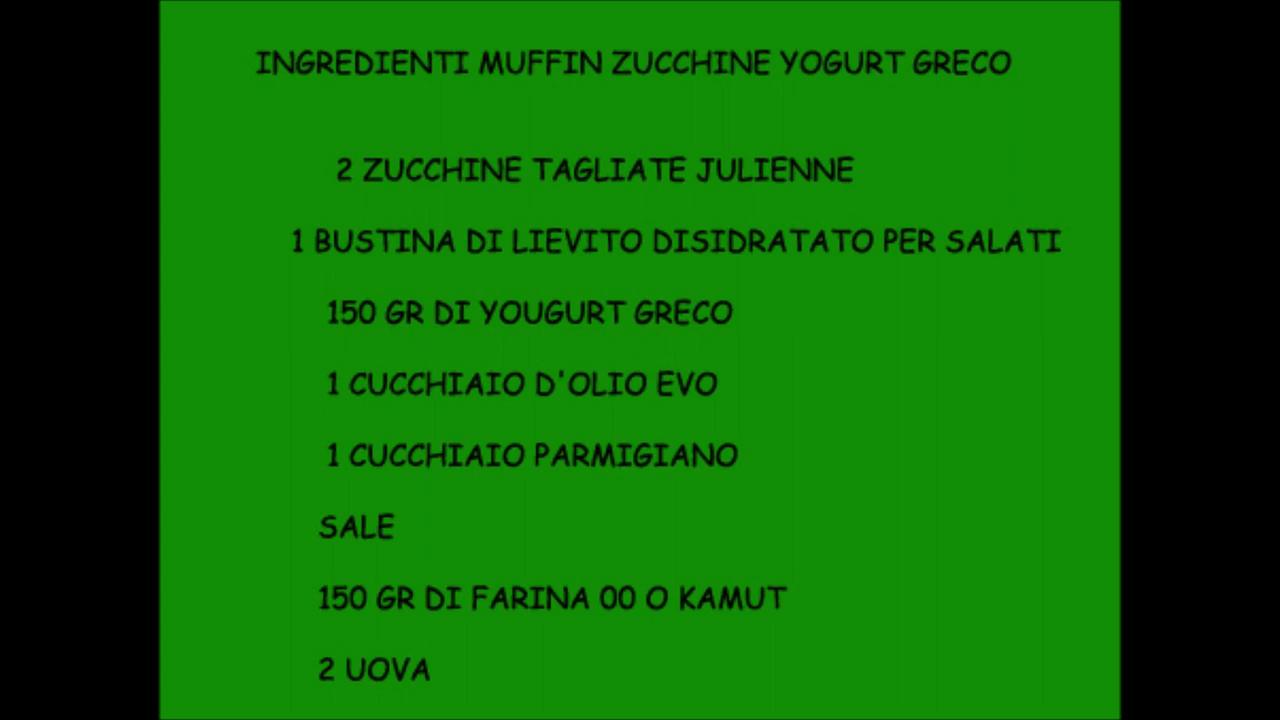 INGREDIENTI MUFFIN ZUCCHINE YOGURT GRECO
2 ZUCCHINE TAGLIATE JULIENNE
1 BUSTINA DI LIEVITO DISIDRATATO PER SALATI
150 GR DI YOUGURT GRECO
1 CUCCHIAIO D'OLIO EVO
1 CUCCHIAIO PARMIGIANO
SALE
150 GR DI FARINA 00 O KAMUT
2 UOVA